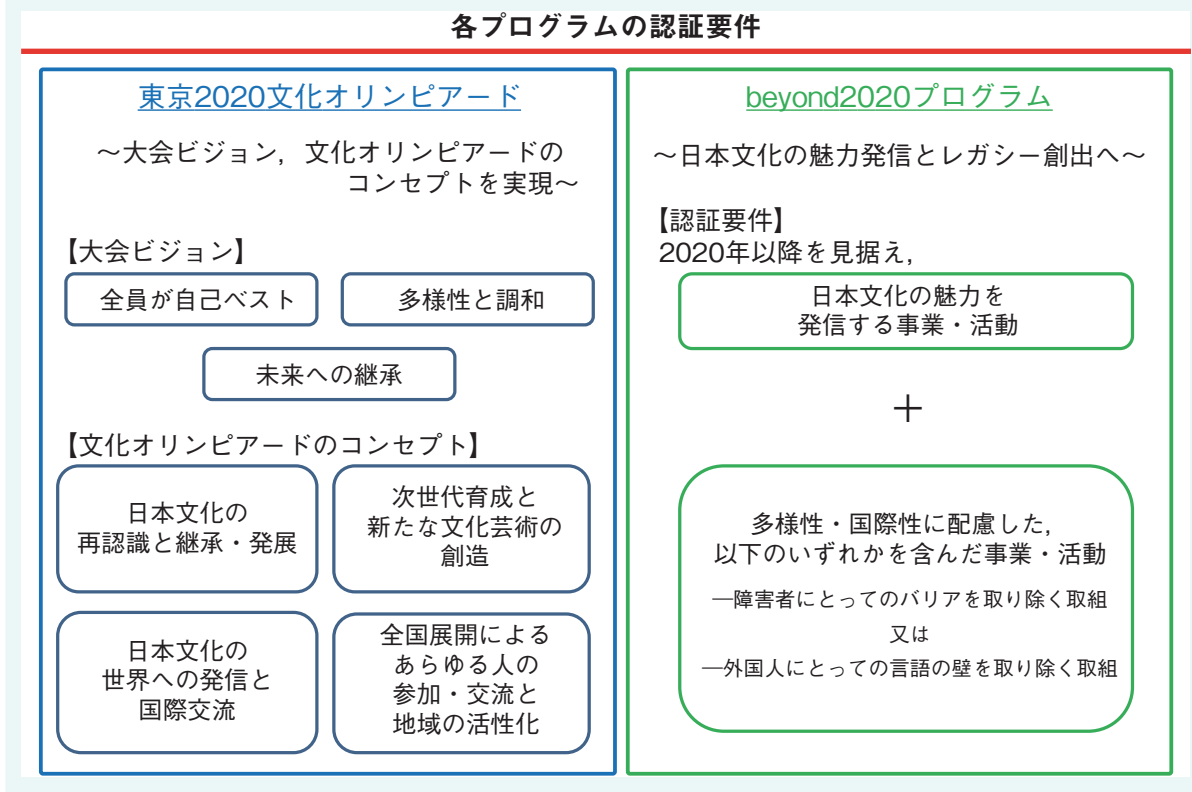 各プログラムの認証要件
東京2020文化オリンピアード
～大会ビジョン，文化オリンピアードの
コンセプトを実現～
【大会ビジョン】
全員が自己ベスト
多様性と調和
未来への継承
【文化オリンピアードのコンセプト】
日本文化の
再認識と継承・発展
次世代育成と
新たな文化芸術の
創造
日本文化の
世界への発信と
国際交流
全国展開による
あらゆる人の
参加・交流と
地域の活性化
beyond2020プログラム
～日本文化の魅力発信とレガシー創出へ～
【認証要件】
2020年以降を見据え，
日本文化の魅力を
発信する事業・活動
＋
多様性・国際性に配慮した，
以下のいずれかを含んだ事業・活動
―障害者にとってのバリアを取り除く取組
又は
―外国人にとっての言語の壁を取り除く取組